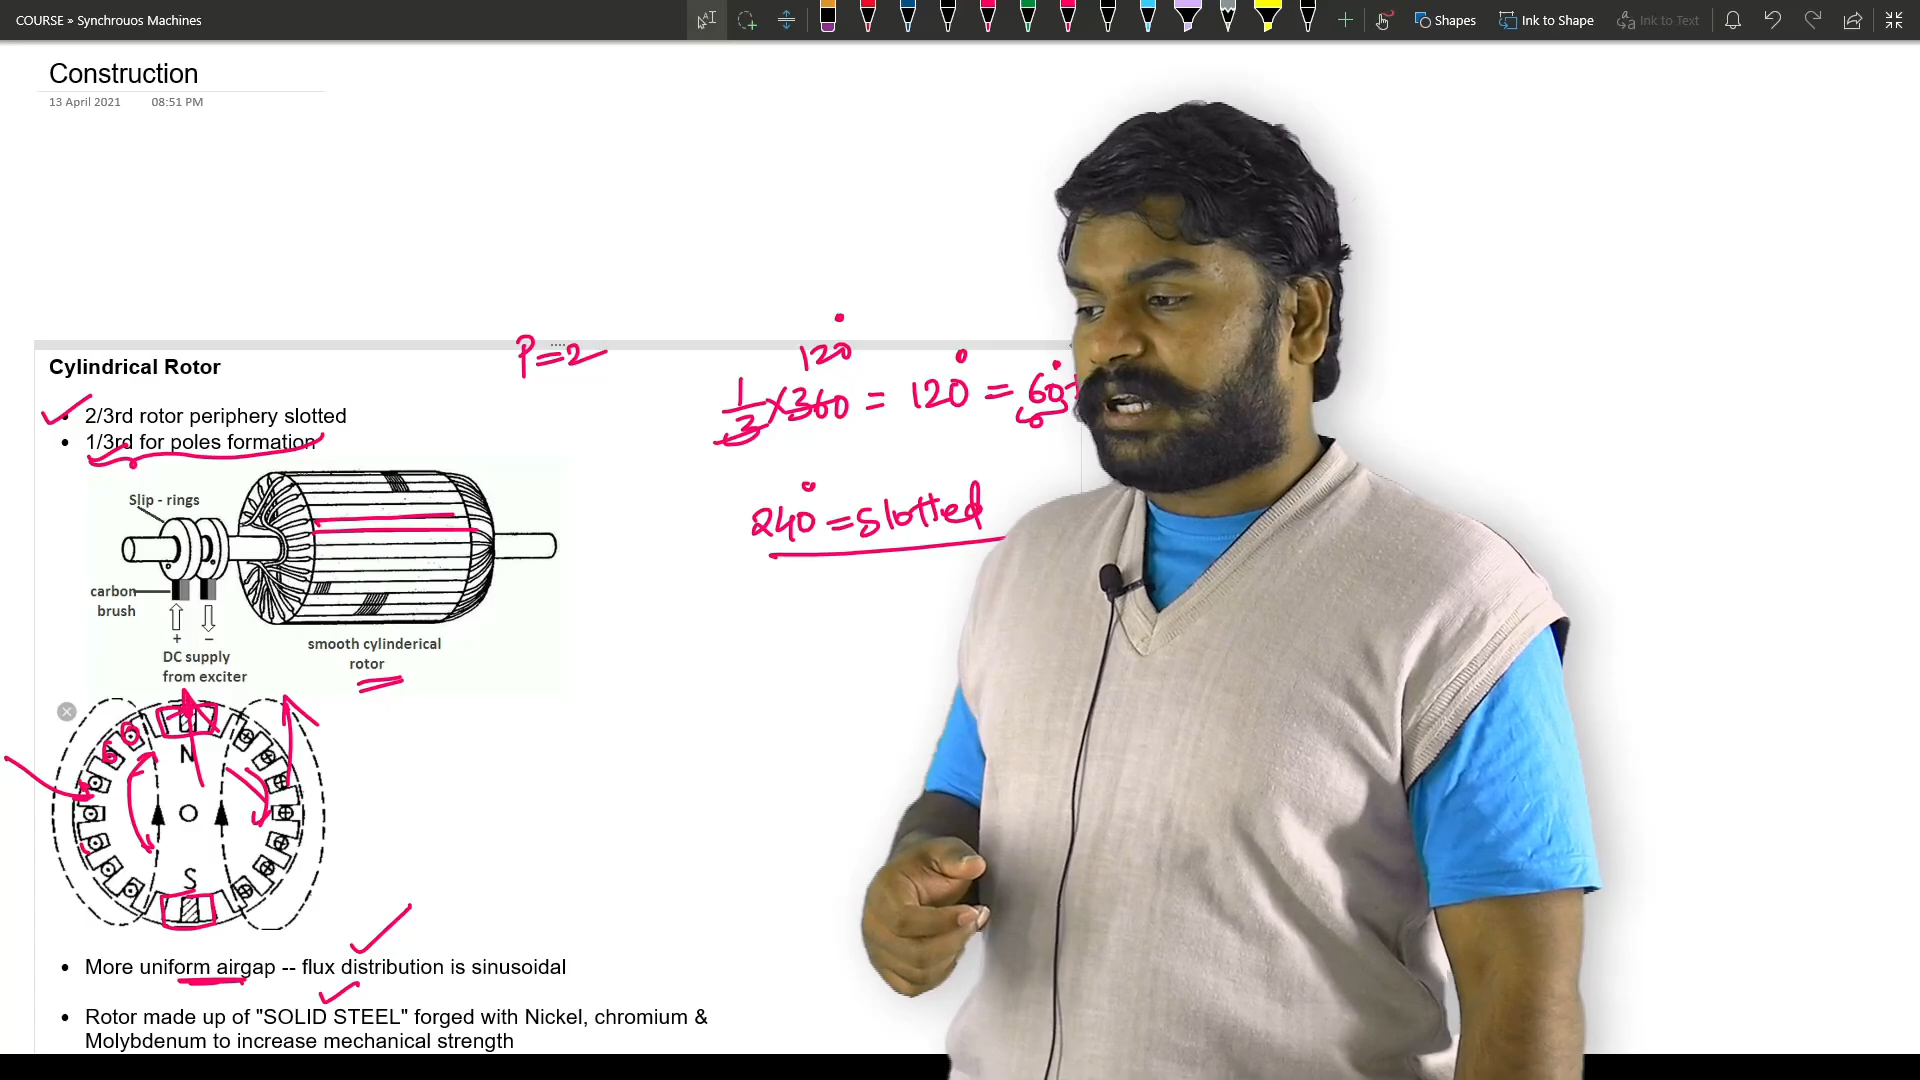 COURSE » Synchrouos Machines
Shapes
Ink to Shape
Ink to Text
Construction
13 April 2021 08:51 PM
P=2
120°
1/3 × 360 = 120° = 60°+
240° = Slotted
Cylindrical Rotor
• 2/3rd rotor periphery slotted
• 1/3rd for poles formation
Slip - rings
carbon
brush
+ −
DC supply
from exciter
smooth cylinderical
rotor
60
N
S
• More uniform airgap -- flux distribution is sinusoidal
• Rotor made up of "SOLID STEEL" forged with Nickel, chromium &
Molybdenum to increase mechanical strength